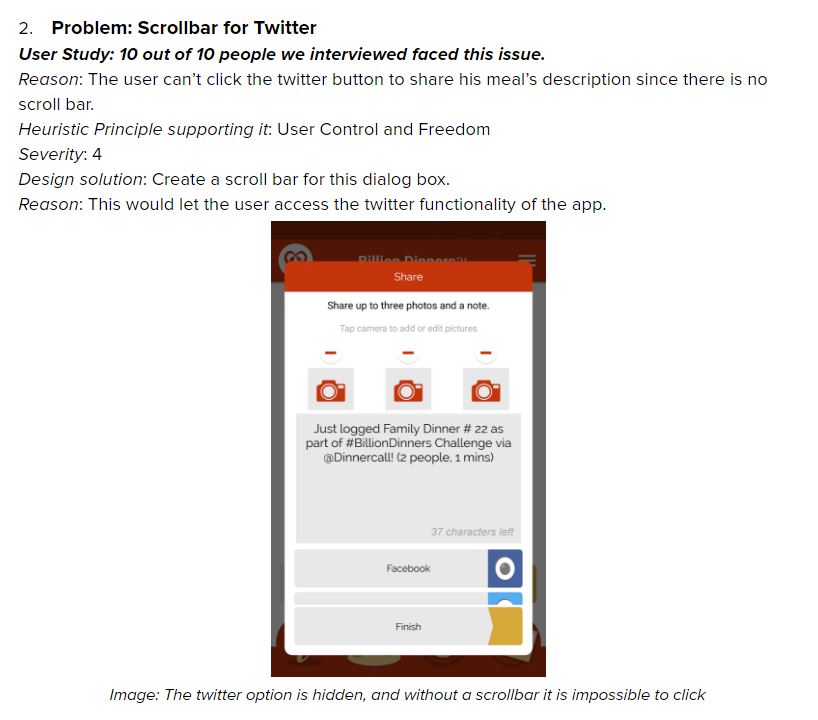 2. Problem: Scrollbar for Twitter
User Study: 10 out of 10 people we interviewed faced this issue.
Reason: The user can't click the twitter button to share his meal's description since there is no
scroll bar.
Heuristic Principle supporting it: User Control and Freedom
Severity: 4
Design solution: Create a scroll bar for this dialog box.
Reason: This would let the user access the twitter functionality of the app.
Billion Dinners™
Share
Share up to three photos and a note.
Tap camera to add or edit pictures
Just logged Family Dinner # 22 as
part of #BillionDinners Challenge via
@Dinnercall! (2 people, 1 mins)
37 characters left
Facebook
Finish
Image: The twitter option is hidden, and without a scrollbar it is impossible to click